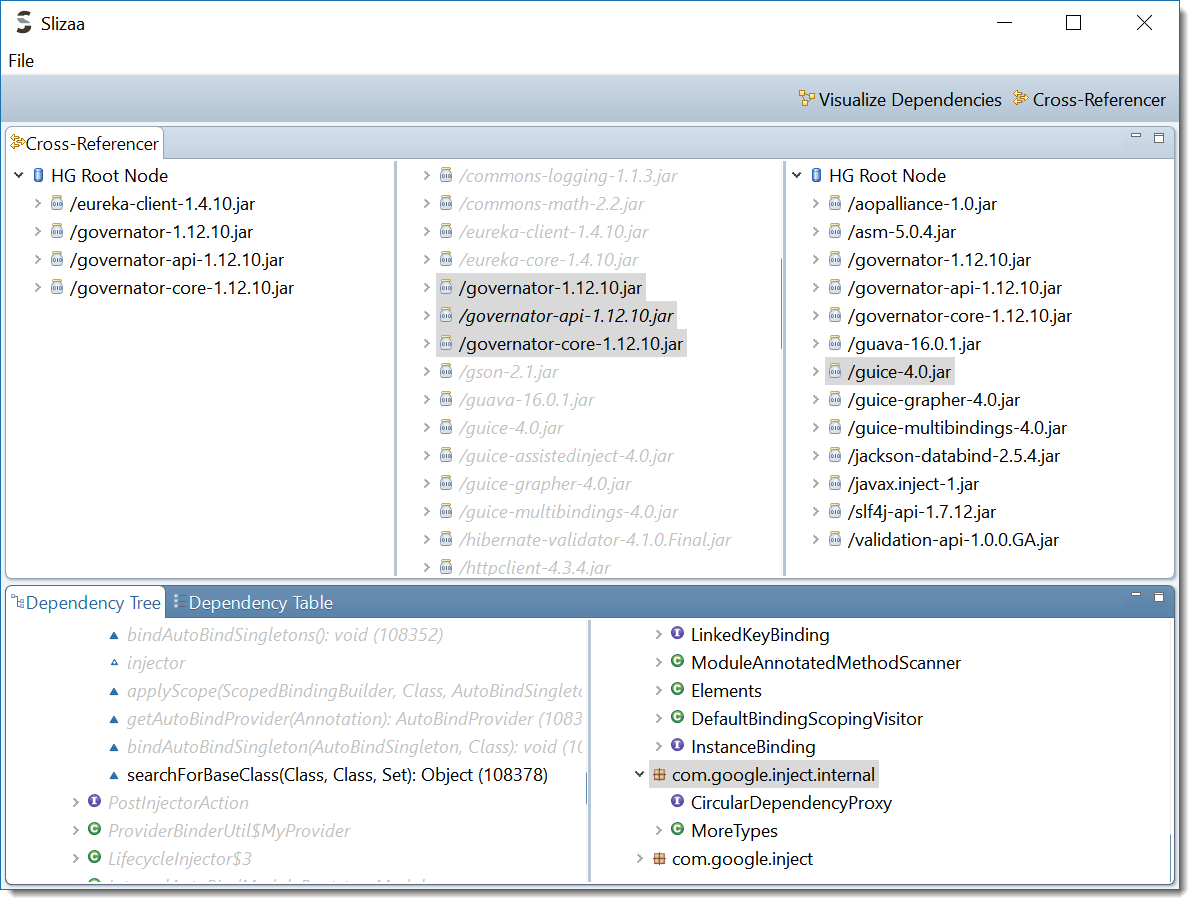 Slizaa
File
Visualize Dependencies Cross-Referencer
Cross-Referencer
HG Root Node
/eureka-client-1.4.10.jar
/governator-1.12.10.jar
/governator-api-1.12.10.jar
/governator-core-1.12.10.jar
/commons-logging-1.1.3.jar
/commons-math-2.2.jar
/eureka-client-1.4.10.jar
/eureka-core-1.4.10.jar
/governator-1.12.10.jar
/governator-api-1.12.10.jar
/governator-core-1.12.10.jar
/gson-2.1.jar
/guava-16.0.1.jar
/guice-4.0.jar
/guice-assistedinject-4.0.jar
/guice-grapher-4.0.jar
/guice-multibindings-4.0.jar
/hibernate-validator-4.1.0.Final.jar
/httpclient-4.3.4.jar
HG Root Node
/aopalliance-1.0.jar
/asm-5.0.4.jar
/governator-1.12.10.jar
/governator-api-1.12.10.jar
/governator-core-1.12.10.jar
/guava-16.0.1.jar
/guice-4.0.jar
/guice-grapher-4.0.jar
/guice-multibindings-4.0.jar
/jackson-databind-2.5.4.jar
/javax.inject-1.jar
/slf4j-api-1.7.12.jar
/validation-api-1.0.0.GA.jar
Dependency Tree Dependency Table
bindAutoBindSingletons(): void (108352)
injector
applyScope(ScopedBindingBuilder, Class, AutoBindSingleto
getAutoBindProvider(Annotation): AutoBindProvider (1083
bindAutoBindSingleton(AutoBindSingleton, Class): void (10
searchForBaseClass(Class, Class, Set): Object (108378)
PostInjectorAction
ProviderBinderUtil$MyProvider
LifecycleInjector$3
LinkedKeyBinding
ModuleAnnotatedMethodScanner
Elements
DefaultBindingScopingVisitor
InstanceBinding
com.google.inject.internal
CircularDependencyProxy
MoreTypes
com.google.inject